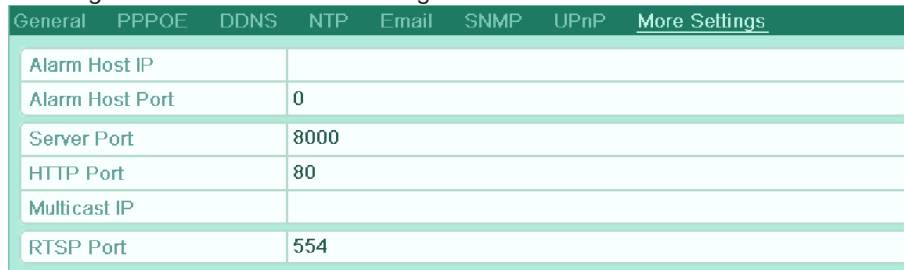 General PPPOE DDNS NTP Email SNMP UPnP More Settings
Alarm Host IP
Alarm Host Port 0
Server Port 8000
HTTP Port 80
Multicast IP
RTSP Port 554